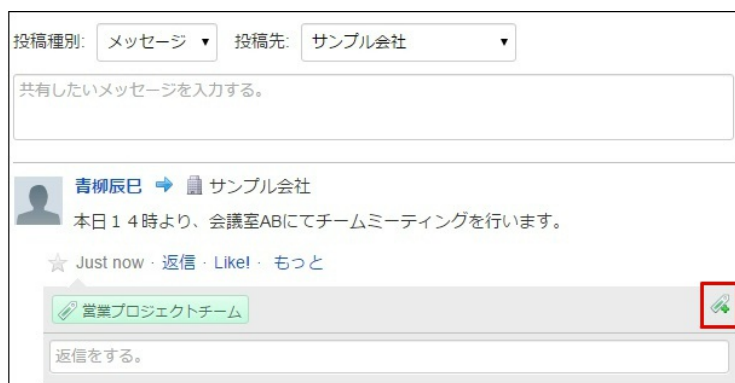 投稿種別: メッセージ ▼ 投稿先: サンプル会社 ▼
共有したいメッセージを入力する。
青柳辰巳 サンプル会社
本日14時より、会議室ABにてチームミーティングを行います。
Just now · 返信 · Like! · もっと
営業プロジェクトチーム
返信をする。